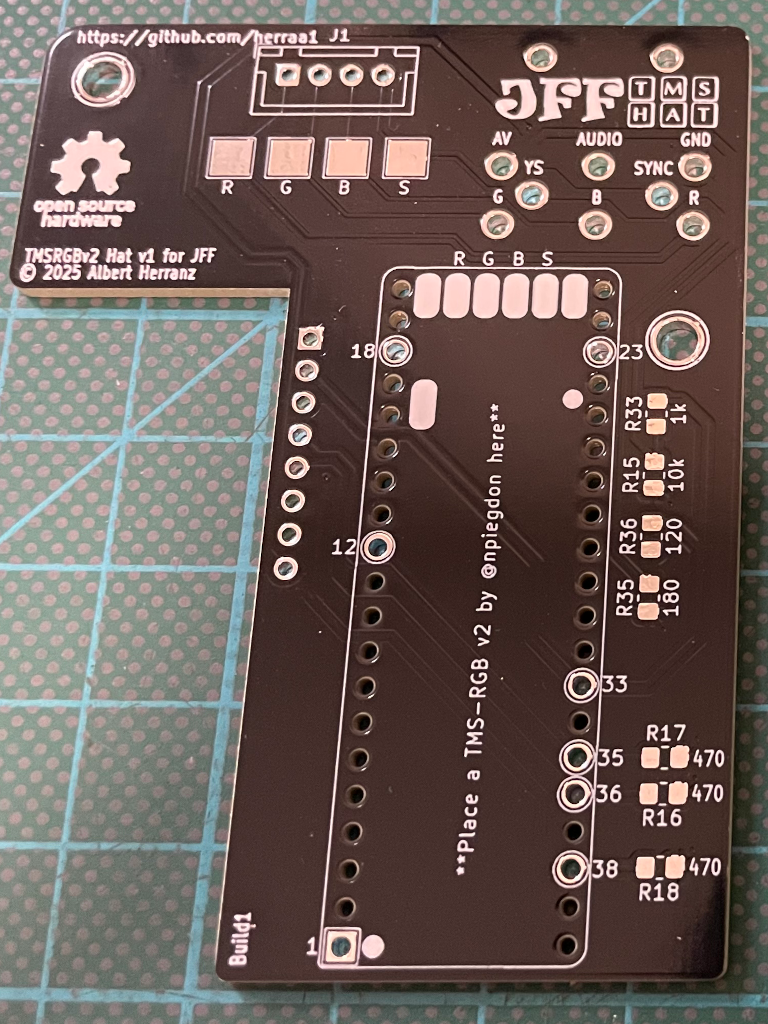 https://github.com/herraa1 J1
JFF TMS
HAT
AV AUDIO GND
YS SYNC
G B R
R G B S
open source
hardware
TMSRGBv2 Hat v1 for JFF
© 2025 Albert Herranz
R G B S
18 23
R33 1k
R15 10k
R36 120
12
R35 180
**Place a TMS-RGB v2 by @npiegdon here**
33
R17
35 470
36 470
R16
38 470
R18
Build1
1